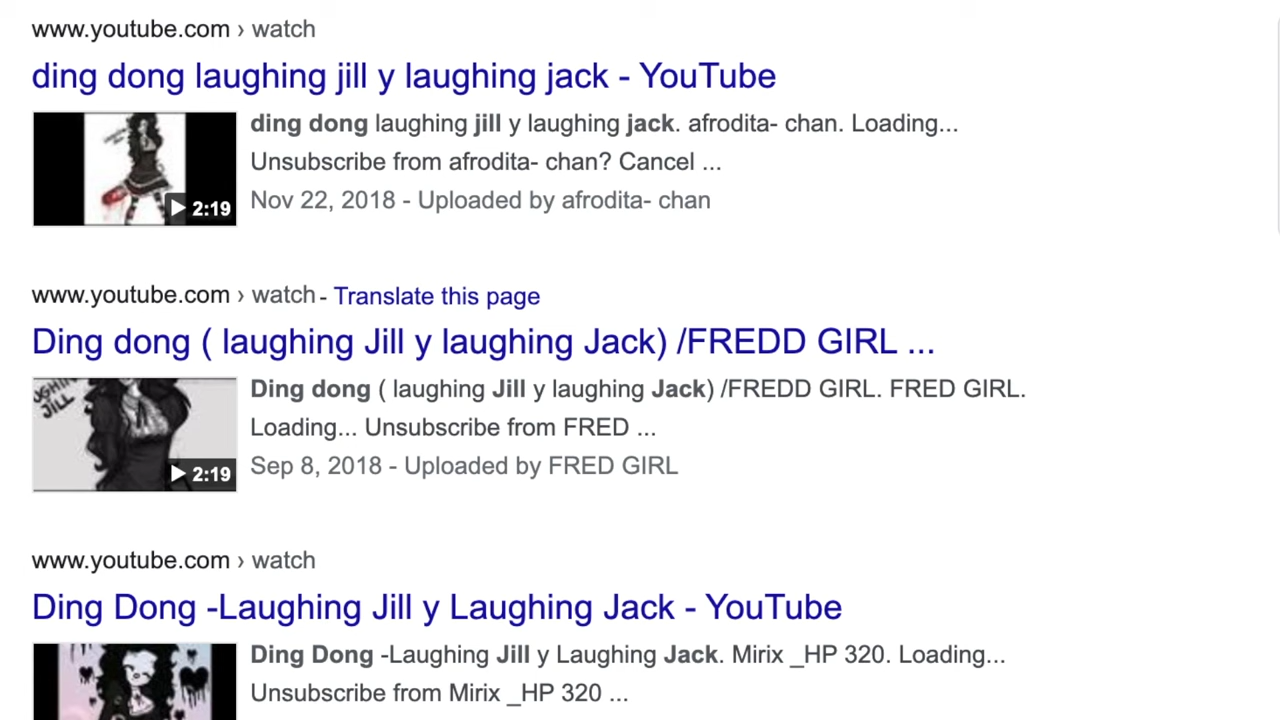 www.youtube.com › watch
ding dong laughing jill y laughing jack - YouTube
ding dong laughing jill y laughing jack. afrodita- chan. Loading...
Unsubscribe from afrodita- chan? Cancel ...
2:19
Nov 22, 2018 - Uploaded by afrodita- chan
www.youtube.com › watch - Translate this page
Ding dong ( laughing Jill y laughing Jack) /FREDD GIRL ...
JILL
Ding dong ( laughing Jill y laughing Jack) /FREDD GIRL. FRED GIRL.
Loading... Unsubscribe from FRED ...
2:19
Sep 8, 2018 - Uploaded by FRED GIRL
www.youtube.com › watch
Ding Dong -Laughing Jill y Laughing Jack - YouTube
Ding Dong -Laughing Jill y Laughing Jack. Mirix _HP 320. Loading...
Unsubscribe from Mirix _HP 320 ...